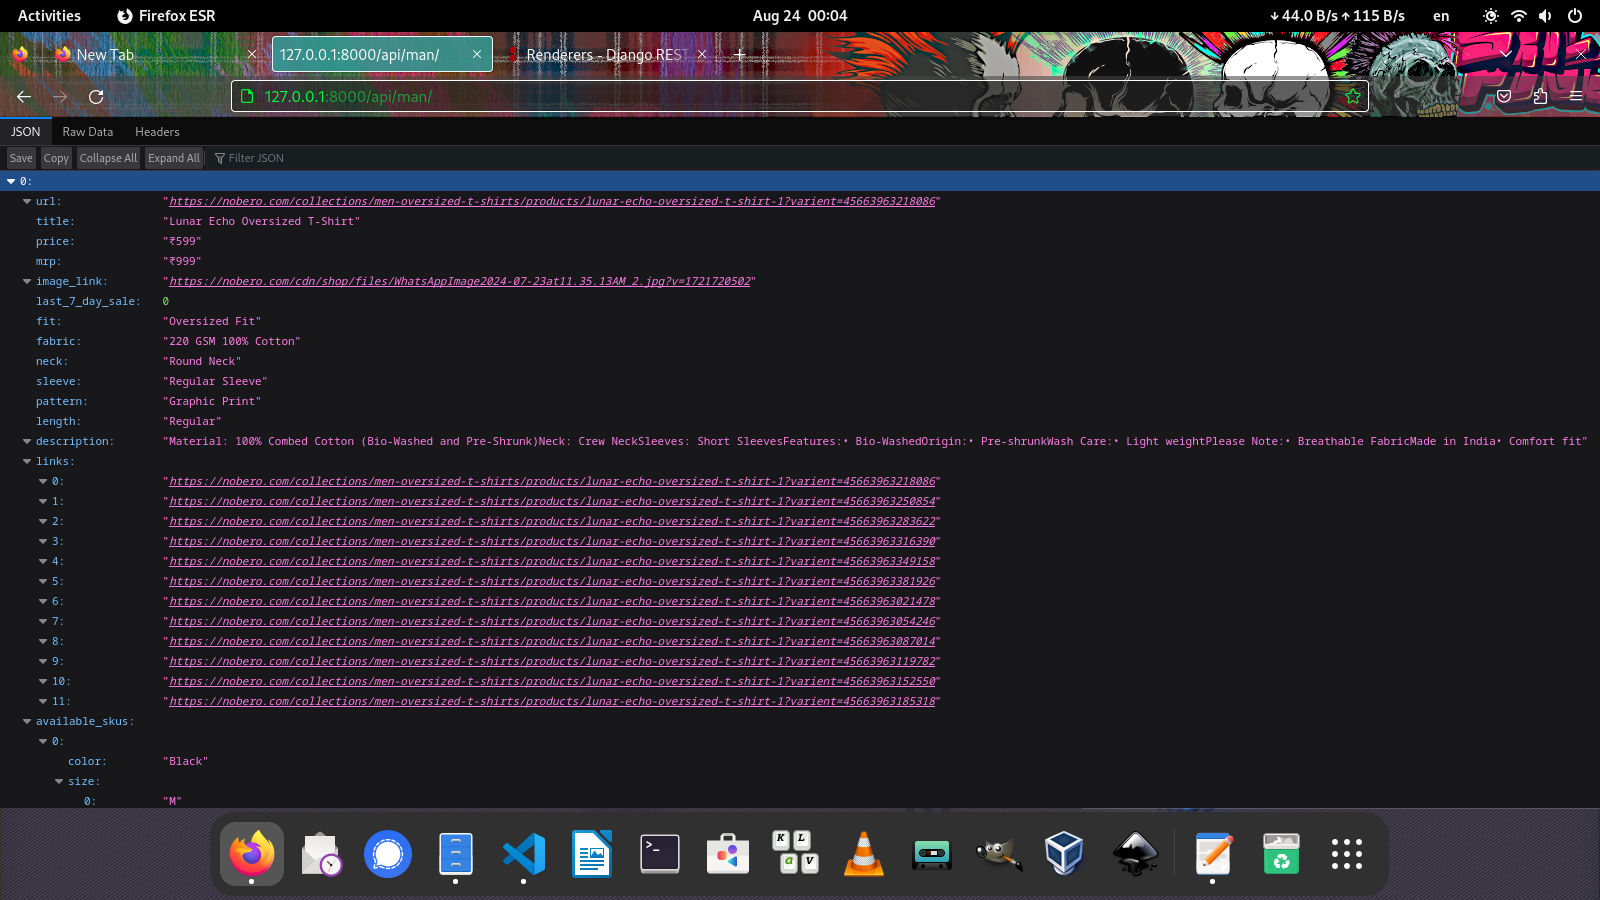 Activities
Firefox ESR
Aug 24 00:04
↓ 44.0 B/s ↑ 115 B/s
en
New Tab
127.0.0.1:8000/api/man/
Renderers - Django REST
127.0.0.1:8000/api/man/
JSON
Raw Data
Headers
Save
Copy
Collapse All
Expand All
Filter JSON
0:
url: "https://nobero.com/collections/men-oversized-t-shirts/products/lunar-echo-oversized-t-shirt-1?varient=45663963218086"
title: "Lunar Echo Oversized T-Shirt"
price: "₹599"
mrp: "₹999"
image_link: "https://nobero.com/cdn/shop/files/WhatsAppImage2024-07-23at11.35.13AM_2.jpg?v=1721720502"
last_7_day_sale: 0
fit: "Oversized Fit"
fabric: "220 GSM 100% Cotton"
neck: "Round Neck"
sleeve: "Regular Sleeve"
pattern: "Graphic Print"
length: "Regular"
description: "Material: 100% Combed Cotton (Bio-Washed and Pre-Shrunk)Neck: Crew NeckSleeves: Short SleevesFeatures:• Bio-WashedOrigin:• Pre-shrunkWash Care:• Light weightPlease Note:• Breathable FabricMade in India• Comfort fit"
links:
0: "https://nobero.com/collections/men-oversized-t-shirts/products/lunar-echo-oversized-t-shirt-1?varient=45663963218086"
1: "https://nobero.com/collections/men-oversized-t-shirts/products/lunar-echo-oversized-t-shirt-1?varient=45663963250854"
2: "https://nobero.com/collections/men-oversized-t-shirts/products/lunar-echo-oversized-t-shirt-1?varient=45663963283622"
3: "https://nobero.com/collections/men-oversized-t-shirts/products/lunar-echo-oversized-t-shirt-1?varient=45663963316390"
4: "https://nobero.com/collections/men-oversized-t-shirts/products/lunar-echo-oversized-t-shirt-1?varient=45663963349158"
5: "https://nobero.com/collections/men-oversized-t-shirts/products/lunar-echo-oversized-t-shirt-1?varient=45663963381926"
6: "https://nobero.com/collections/men-oversized-t-shirts/products/lunar-echo-oversized-t-shirt-1?varient=45663963021478"
7: "https://nobero.com/collections/men-oversized-t-shirts/products/lunar-echo-oversized-t-shirt-1?varient=45663963054246"
8: "https://nobero.com/collections/men-oversized-t-shirts/products/lunar-echo-oversized-t-shirt-1?varient=45663963087014"
9: "https://nobero.com/collections/men-oversized-t-shirts/products/lunar-echo-oversized-t-shirt-1?varient=45663963119782"
10: "https://nobero.com/collections/men-oversized-t-shirts/products/lunar-echo-oversized-t-shirt-1?varient=45663963152550"
11: "https://nobero.com/collections/men-oversized-t-shirts/products/lunar-echo-oversized-t-shirt-1?varient=45663963185318"
available_skus:
0:
color: "Black"
size:
0: "M"
K L
a V
>_